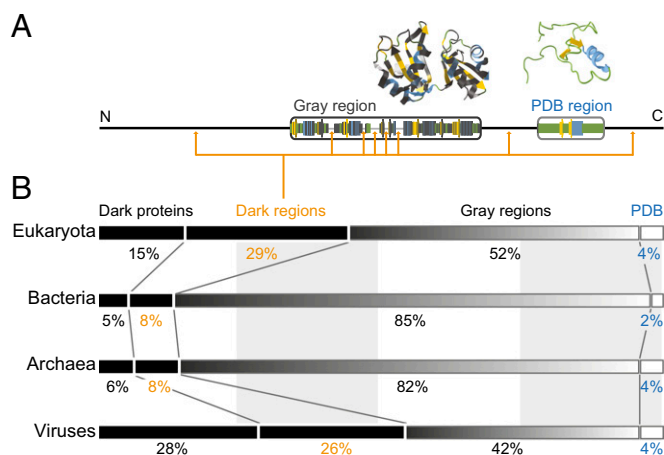 A
Gray region
PDB region
N
C
B
Dark proteins Dark regions Gray regions PDB
Eukaryota
15% 29% 52% 4%
Bacteria
5% 8% 85% 2%
Archaea
6% 8% 82% 4%
Viruses
28% 26% 42% 4%